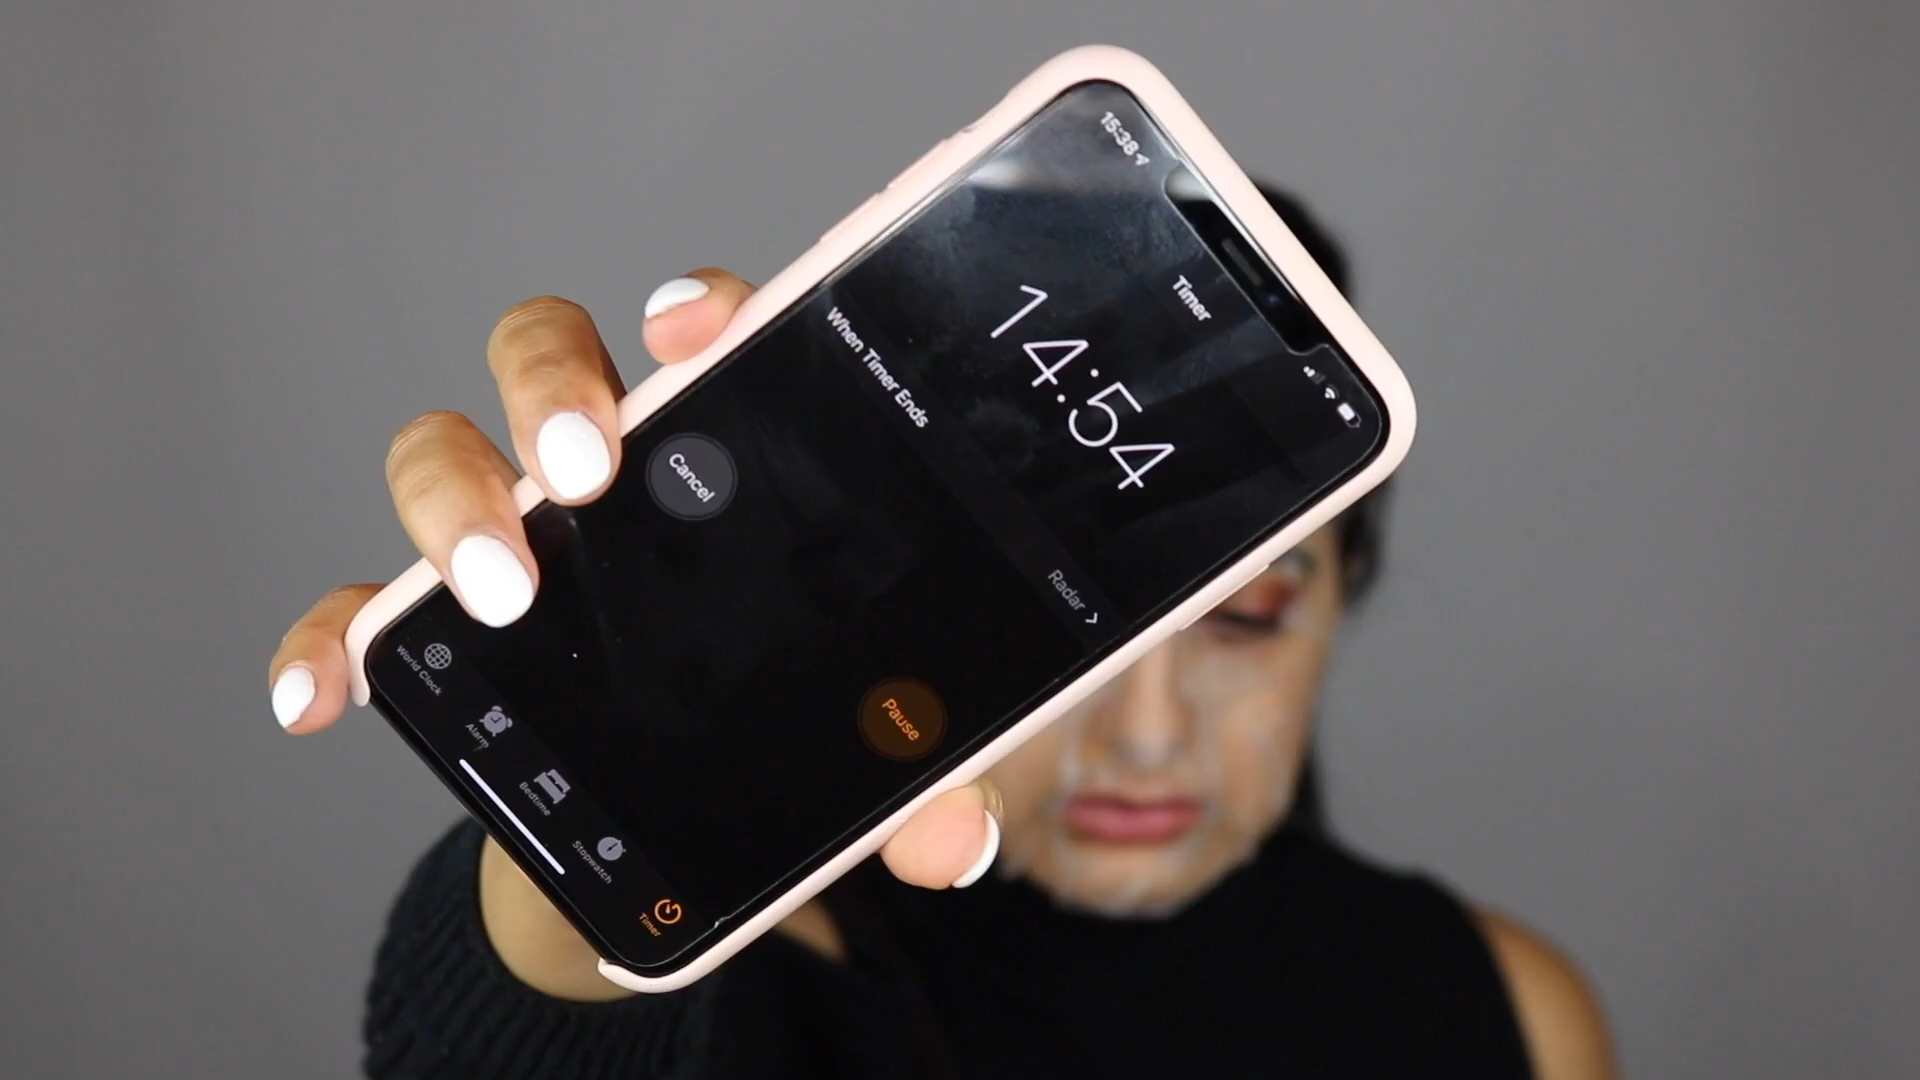 15:38
Timer
14:54
When Timer Ends
Radar >
Cancel
Pause
World Clock
Alarm
Bedtime
Stopwatch
Timer